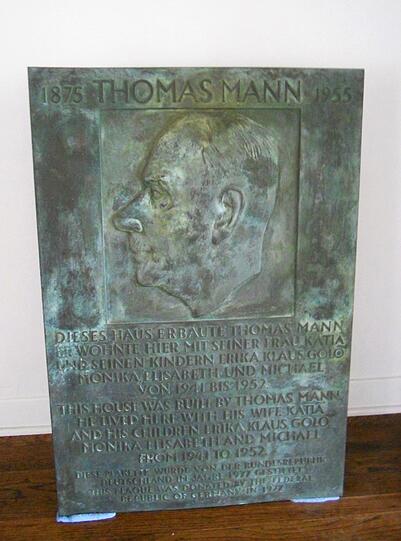 1875 THOMAS MANN 1955
DIESES HAUS ERBAUTE THOMAS MANN
ER WOHNTE HIER MIT SEINER FRAU KATIA
UND SEINEN KINDERN ERIKA KLAUS GOLO
MONIKA ELISABETH UND MICHAEL
VON 1941 BIS 1952
THIS HOUSE WAS BUILT BY THOMAS MANN
HE LIVED HERE WITH HIS WIFE KATIA
AND HIS CHILDREN ERIKA KLAUS GOLO
MONIKA ELISABETH AND MICHAEL
FROM 1941 TO 1952
DIESE PLAKETTE WURDE VON DER BUNDESREPUBLIK
DEUTSCHLAND IM JAHRE 1977 GESTIFTET
THIS PLAQUE WAS DONATED BY THE FEDERAL
REPUBLIC OF GERMANY IN 1977